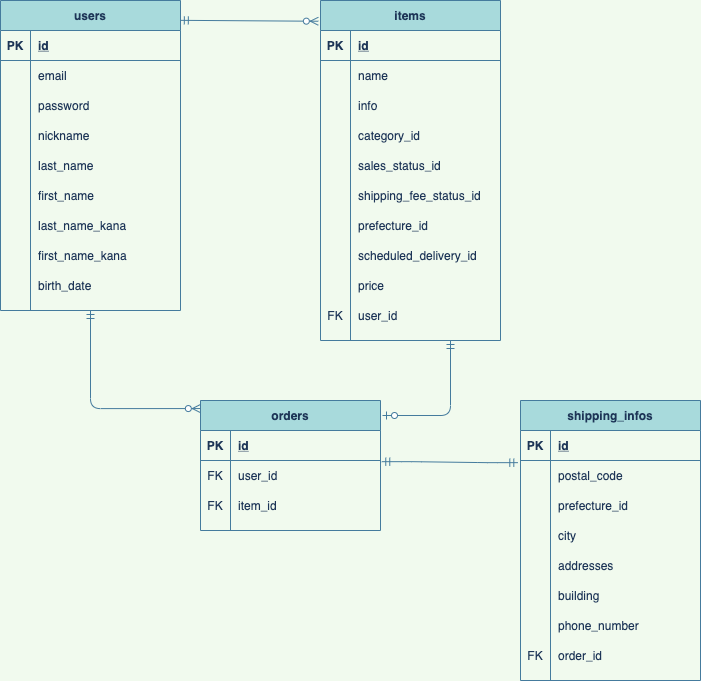 users
PK id
email
password
nickname
last_name
first_name
last_name_kana
first_name_kana
birth_date
items
PK id
name
info
category_id
sales_status_id
shipping_fee_status_id
prefecture_id
scheduled_delivery_id
price
FK user_id
orders
PK id
FK user_id
FK item_id
shipping_infos
PK id
postal_code
prefecture_id
city
addresses
building
phone_number
FK order_id